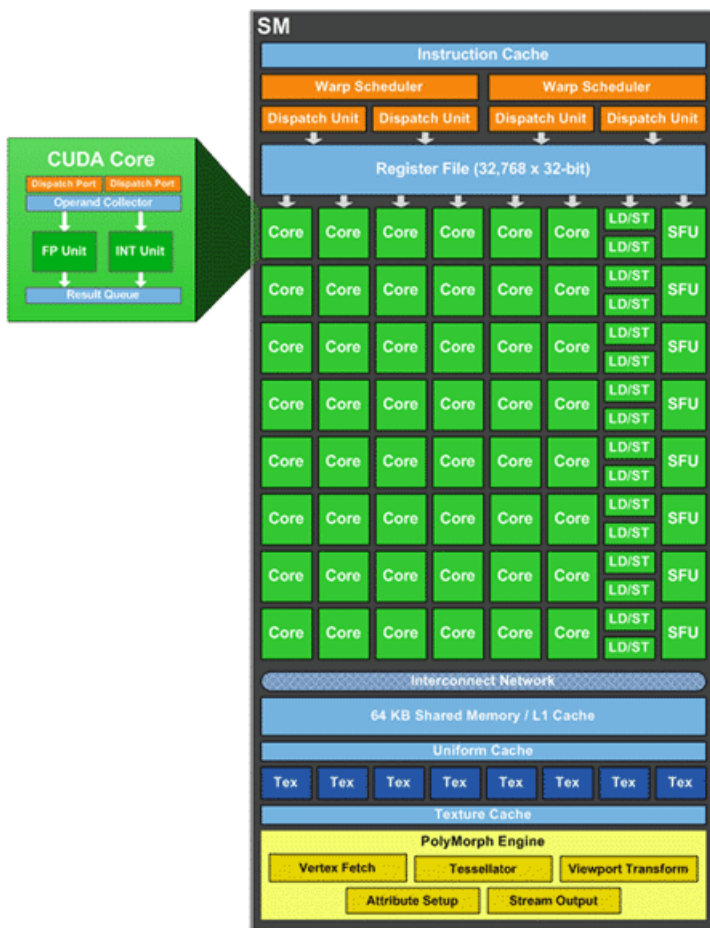 SM
Instruction Cache
Warp Scheduler Warp Scheduler
Dispatch Unit Dispatch Unit Dispatch Unit Dispatch Unit
Register File (32,768 x 32-bit)
CUDA Core
Dispatch Port Dispatch Port
Operand Collector
FP Unit INT Unit
Result Queue
Core Core Core Core Core Core LD/ST SFU
LD/ST
Core Core Core Core Core Core LD/ST SFU
LD/ST
Core Core Core Core Core Core LD/ST SFU
LD/ST
Core Core Core Core Core Core LD/ST SFU
LD/ST
Core Core Core Core Core Core LD/ST SFU
LD/ST
Core Core Core Core Core Core LD/ST SFU
LD/ST
Core Core Core Core Core Core LD/ST SFU
LD/ST
Core Core Core Core Core Core LD/ST SFU
LD/ST
Interconnect Network
64 KB Shared Memory / L1 Cache
Uniform Cache
Tex Tex Tex Tex Tex Tex Tex Tex
Texture Cache
PolyMorph Engine
Vertex Fetch Tessellator Viewport Transform
Attribute Setup Stream Output